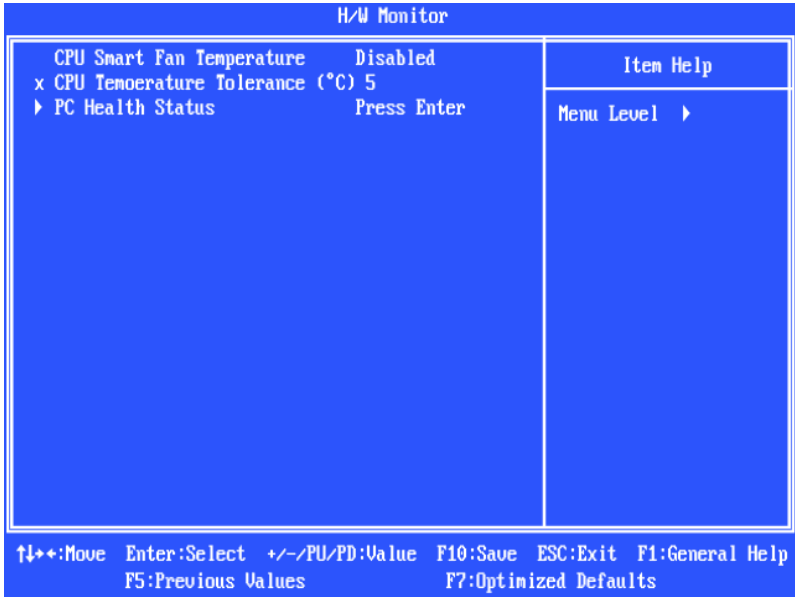 H/W Monitor
CPU Smart Fan Temperature Disabled
x CPU Temoerature Tolerance (°C) 5
PC Health Status Press Enter
Item Help
Menu Level
↑↓→←:Move Enter:Select +/-/PU/PD:Value F10:Save ESC:Exit F1:General Help
F5:Previous Values F7:Optimized Defaults